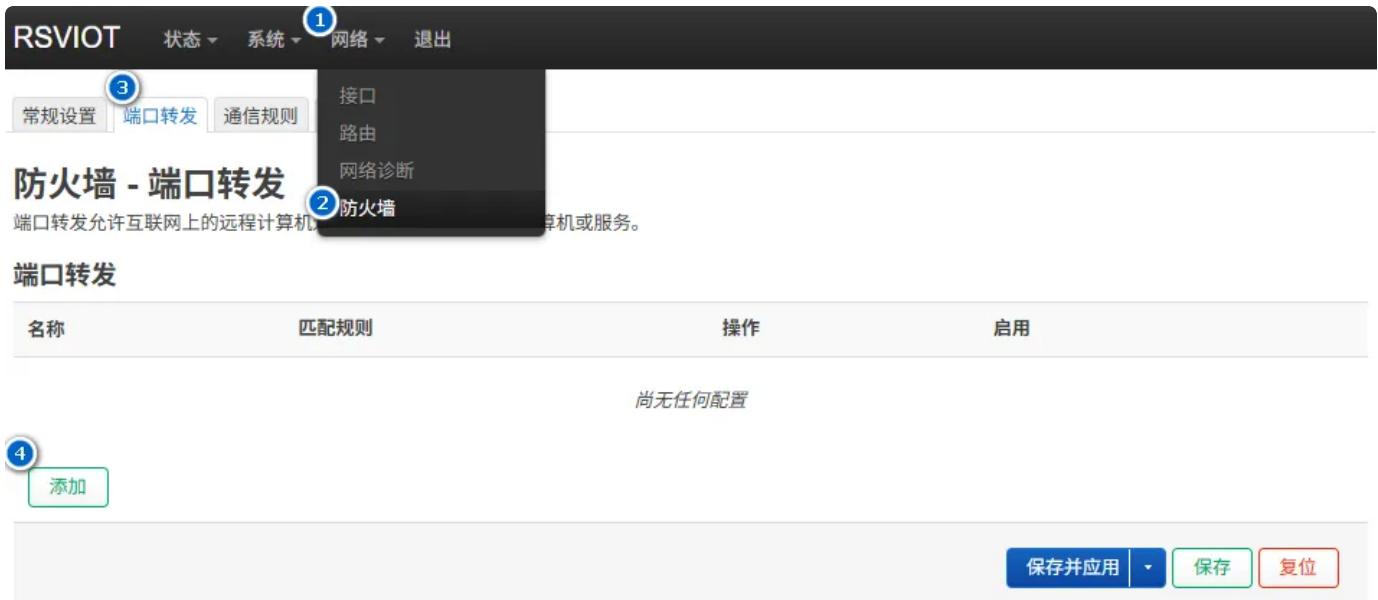 RSVIOT 状态 系统 1 网络 退出
接口
3
常规设置 端口转发 通信规则
路由
网络诊断
防火墙 - 端口转发
2 防火墙
端口转发允许互联网上的远程计算机 算机或服务。
端口转发
名称 匹配规则 操作 启用
尚无任何配置
4
添加
保存并应用 保存 复位